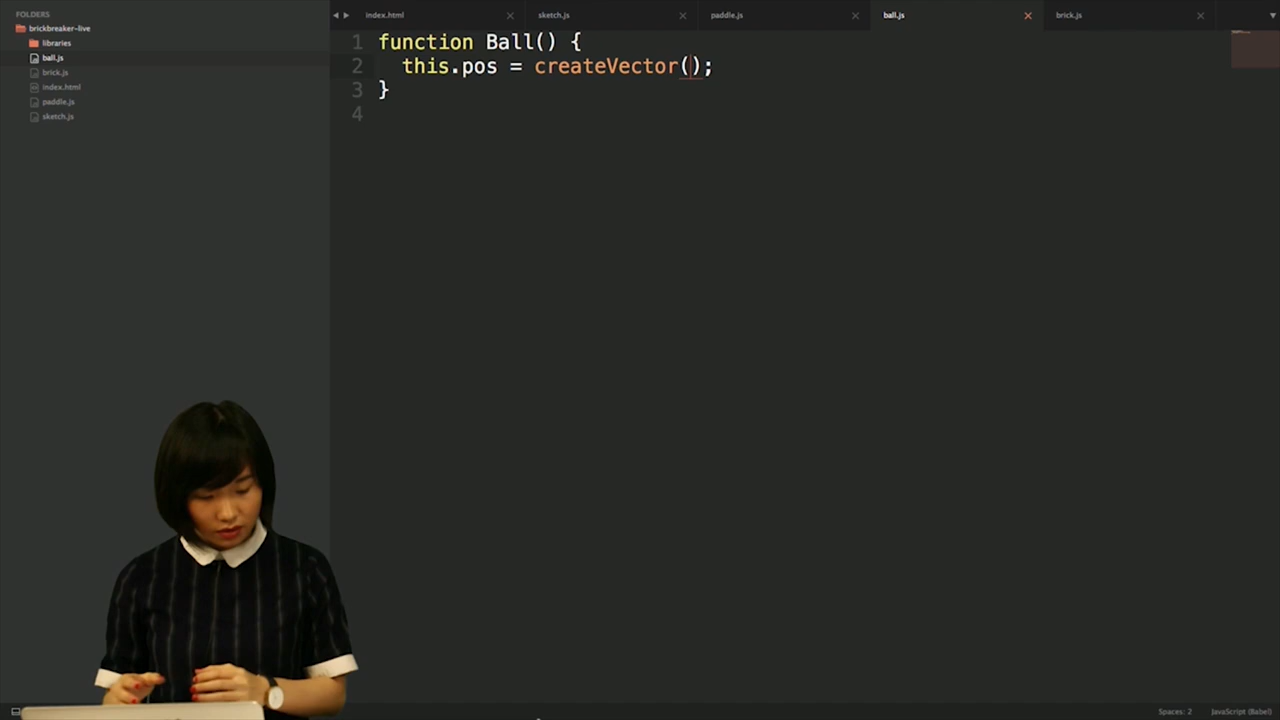 FOLDERS
brickbreaker-live
libraries
ball.js
brick.js
index.html
paddle.js
sketch.js
index.html
sketch.js
paddle.js
ball.js
brick.js
1 function Ball() {
2 this.pos = createVector();
3 }
4
Spaces: 2
JavaScript (Babel)